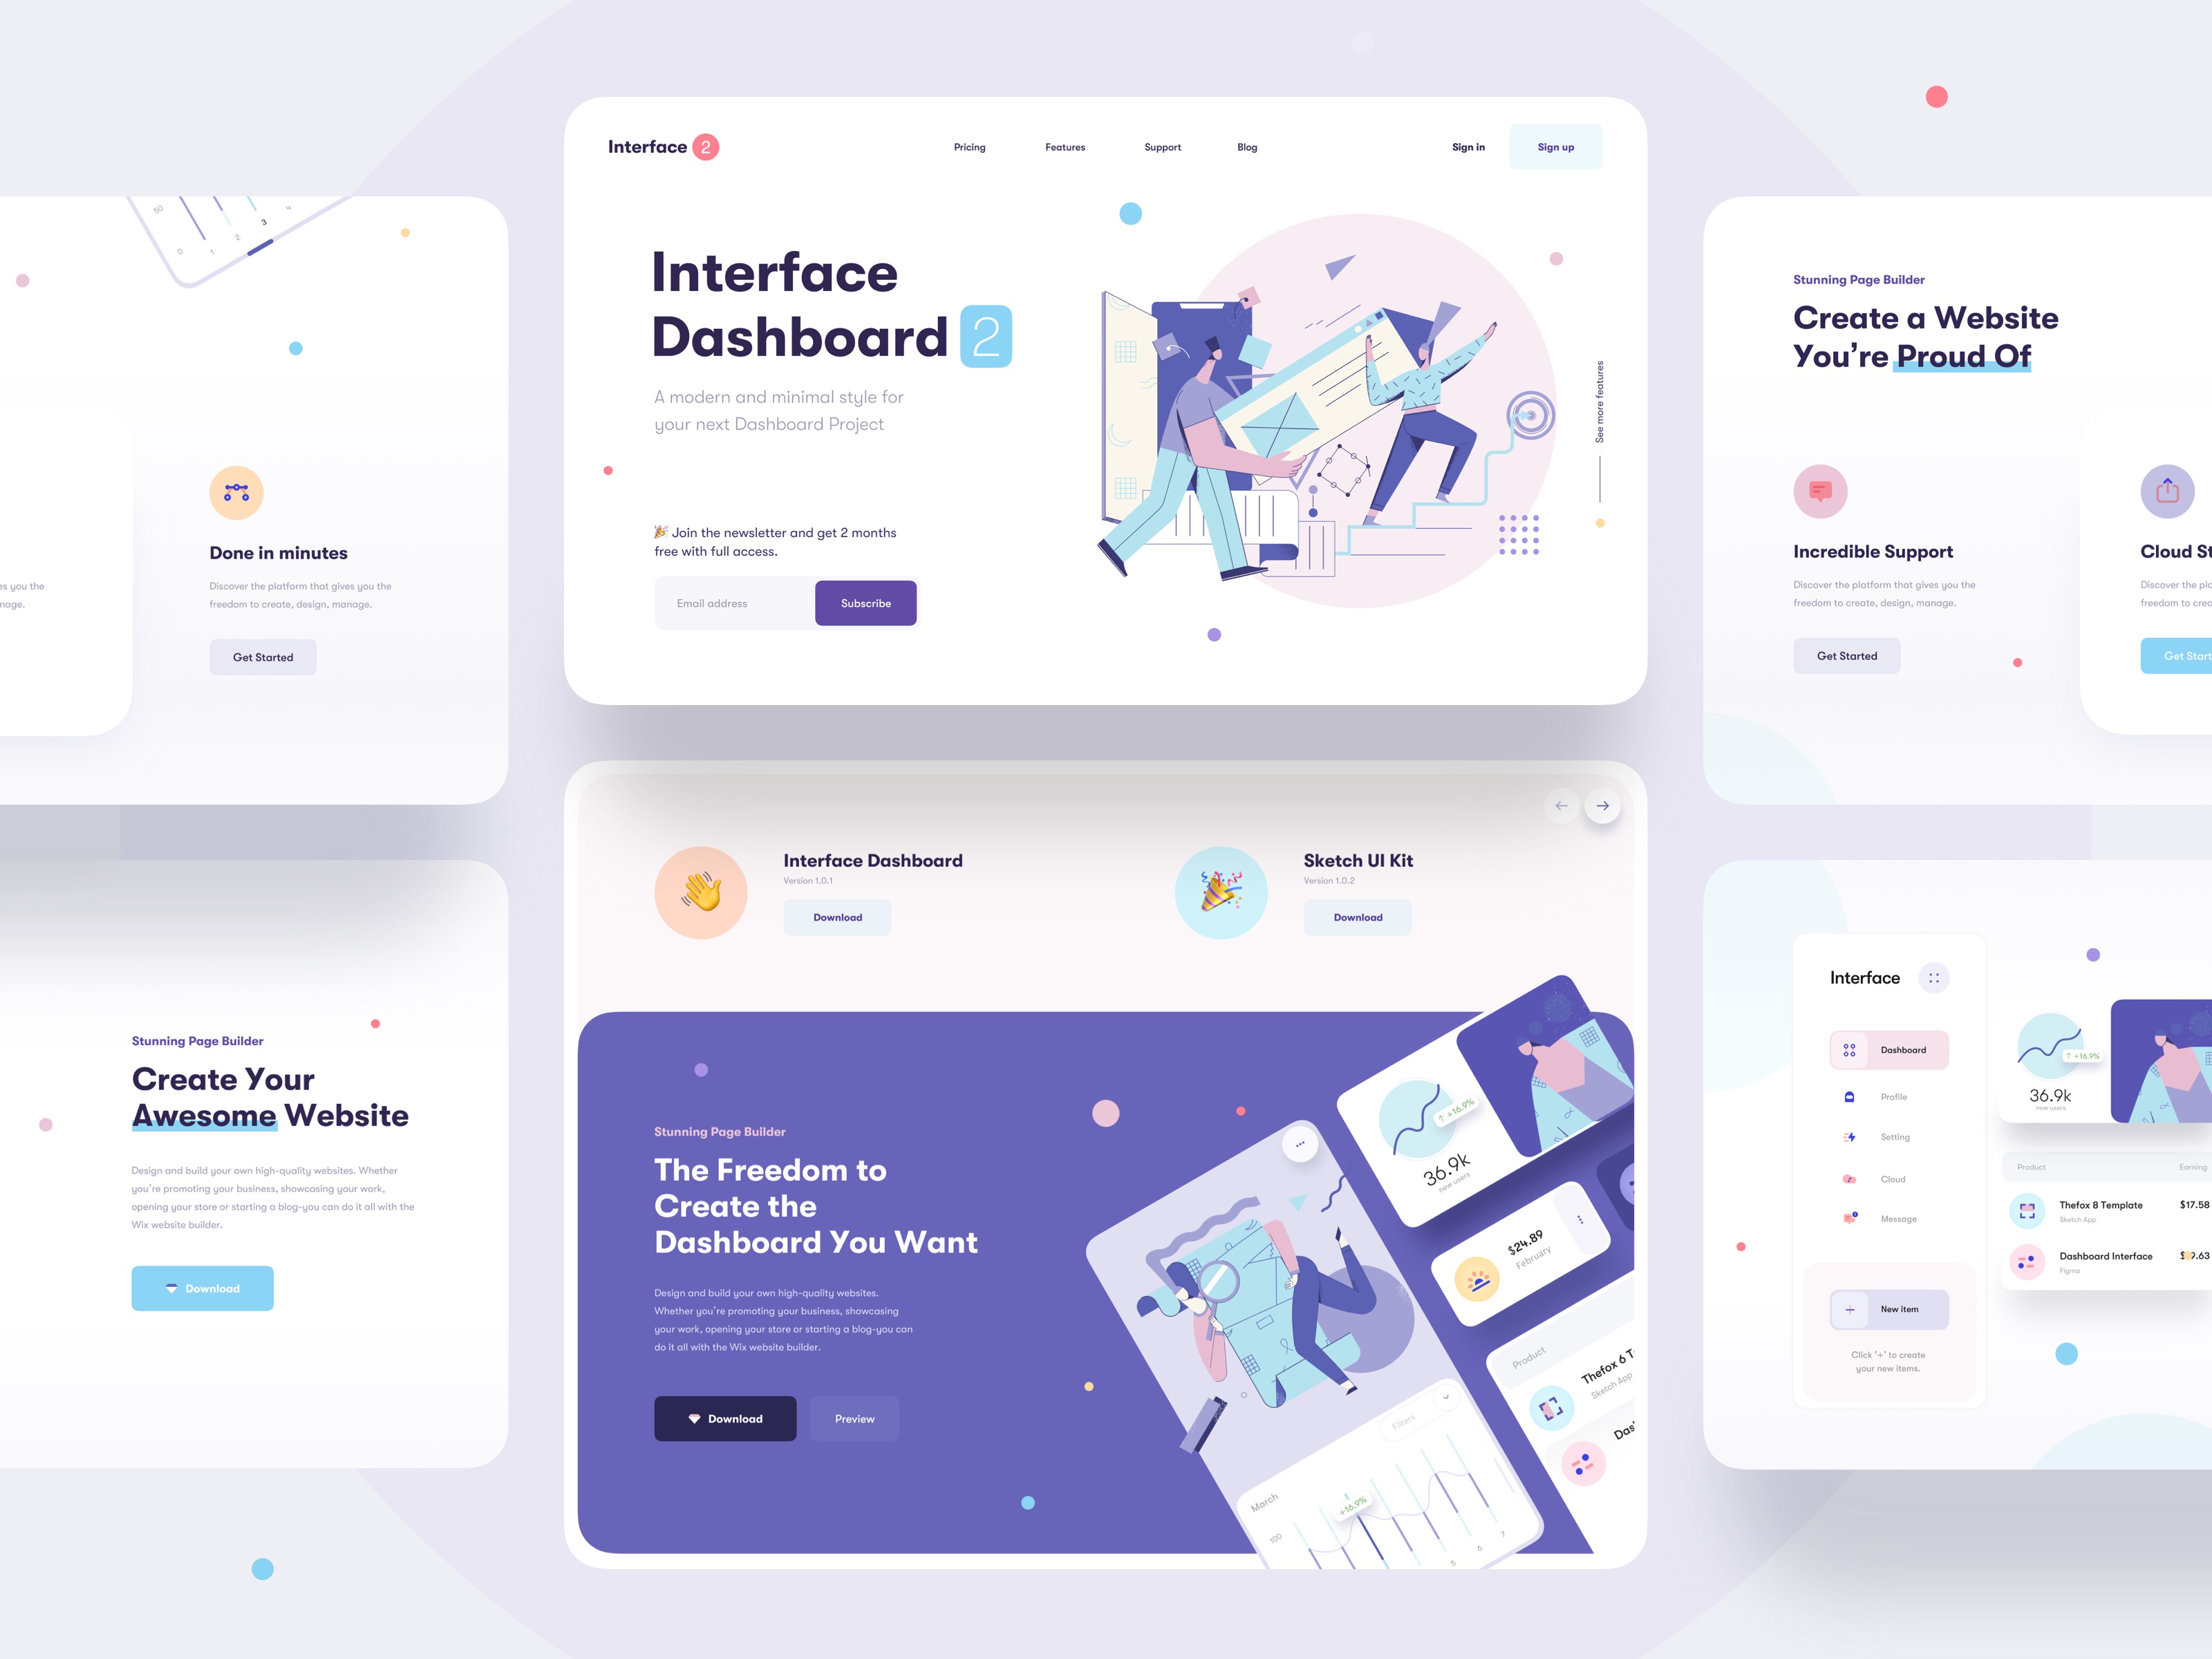 Interface 2
Pricing
Features
Support
Blog
Sign in
Sign up
Interface
Dashboard 2
A modern and minimal style for
your next Dashboard Project
🎉 Join the newsletter and get 2 months
free with full access.
Email address
Subscribe
See more features
50
0
1
2
3
4
es you the
nage.
Done in minutes
Discover the platform that gives you the
freedom to create, design, manage.
Get Started
Stunning Page Builder
Create a Website
You’re Proud Of
Incredible Support
Discover the platform that gives you the
freedom to create, design, manage.
Get Started
Cloud St
Discover the pl
freedom to crea
Get Start
Interface Dashboard
Version 1.0.1
Download
Sketch UI Kit
Version 1.0.2
Download
Stunning Page Builder
Create Your
Awesome Website
Design and build your own high-quality websites. Whether
you’re promoting your business, showcasing your work,
opening your store or starting a blog-you can do it all with the
Wix website builder.
Download
Stunning Page Builder
The Freedom to
Create the
Dashboard You Want
Design and build your own high-quality websites.
Whether you’re promoting your business, showcasing
your work, opening your store or starting a blog-you can
do it all with the Wix website builder.
Download
Preview
+16.9%
36.9k
new users
$24.89
February
Product
Thefox 6 T
Sketch App
Das
Filters
March
+16.9%
100
5
6
7
Interface
Dashboard
Profile
Setting
Cloud
Message
New item
Click '+' to create
your new items.
+16.9%
36.9k
new users
Product
Earning
Thefox 8 Template
$17.58
Sketch App
Dashboard Interface
Figma